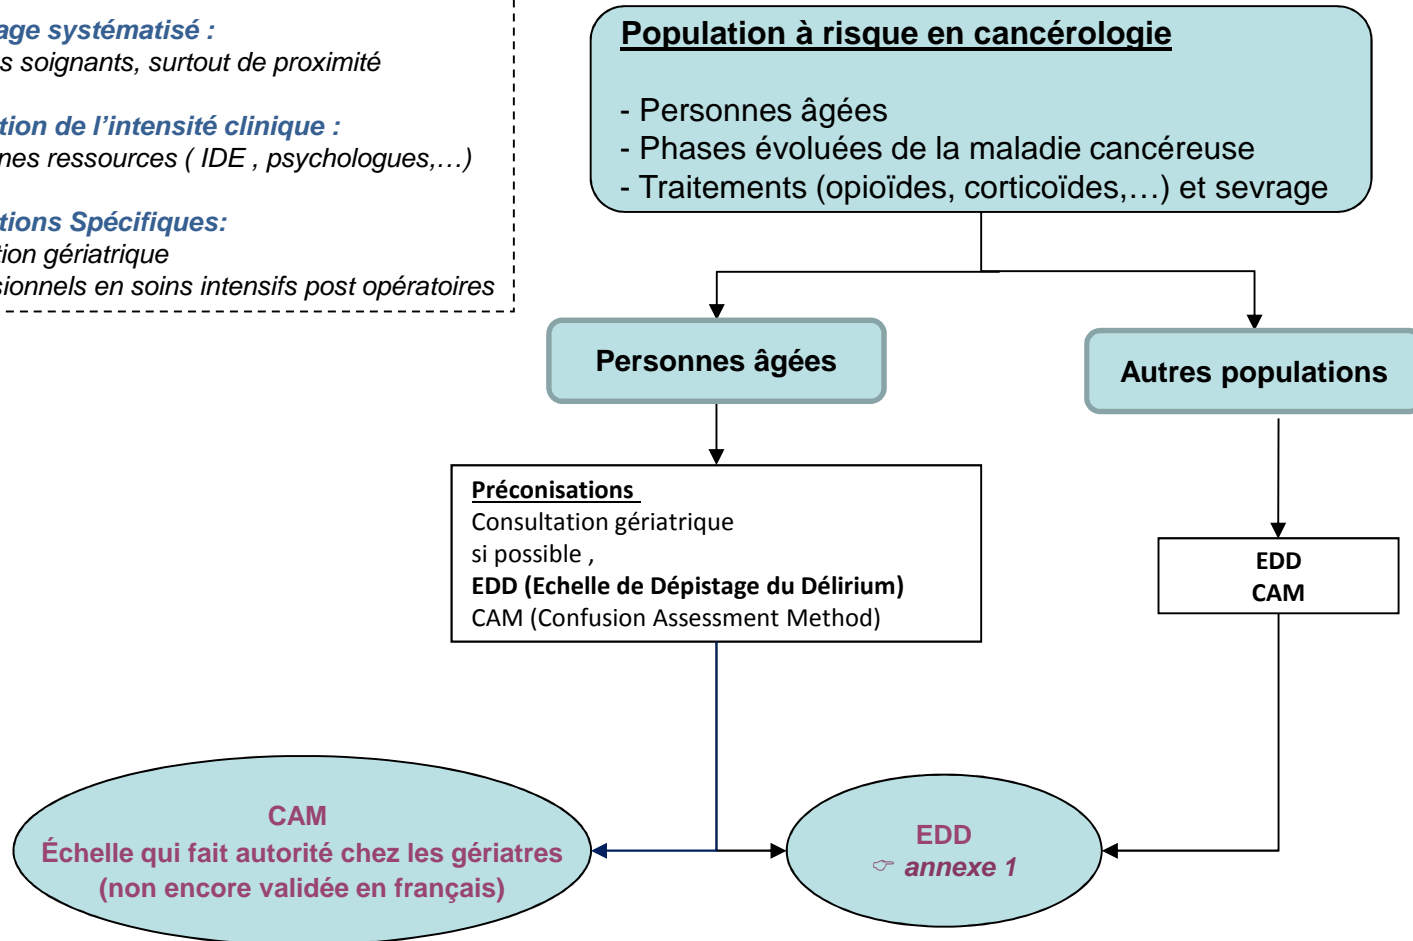 age systématisé :
s soignants, surtout de proximité
tion de l'intensité clinique :
nes ressources ( IDE , psychologues,…)
tions Spécifiques:
tion gériatrique
sionnels en soins intensifs post opératoires
Population à risque en cancérologie
- Personnes âgées
- Phases évoluées de la maladie cancéreuse
- Traitements (opioïdes, corticoïdes,…) et sevrage
Personnes âgées
Autres populations
Préconisations
Consultation gériatrique
si possible ,
EDD (Echelle de Dépistage du Délirium)
CAM (Confusion Assessment Method)
EDD
CAM
CAM
Échelle qui fait autorité chez les gériatres
(non encore validée en français)
EDD
☞ annexe 1